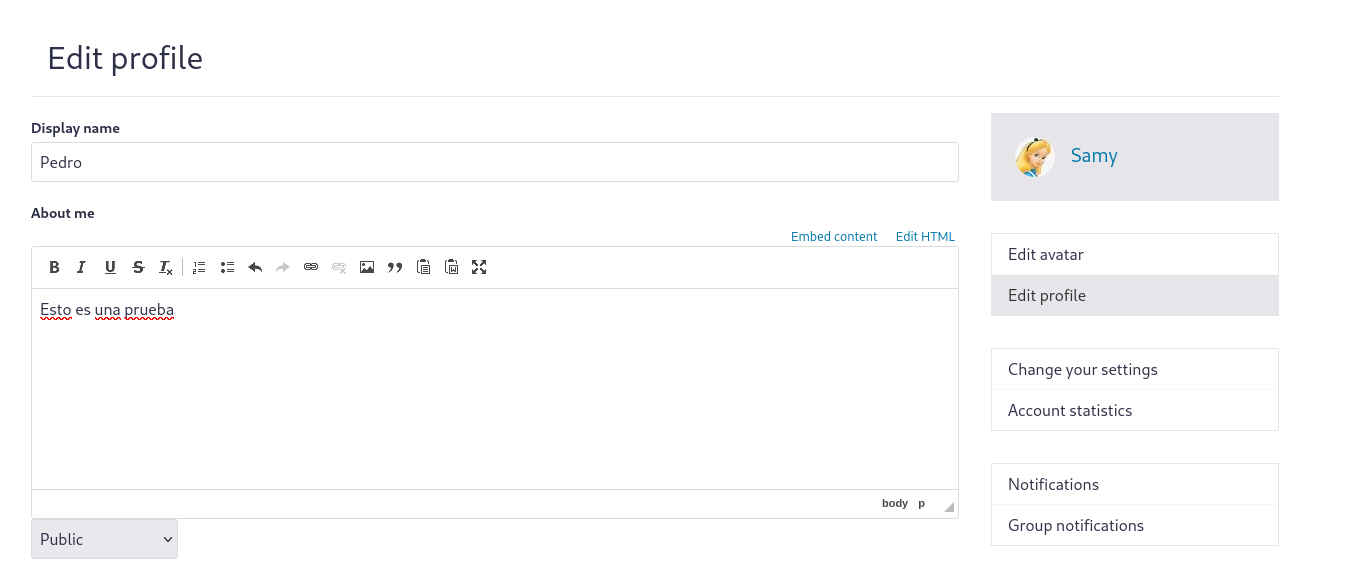 Edit profile
Display name
Pedro
About me
Embed content Edit HTML
B I U S Tx
Esto es una prueba
body p
Public
Samy
Edit avatar
Edit profile
Change your settings
Account statistics
Notifications
Group notifications